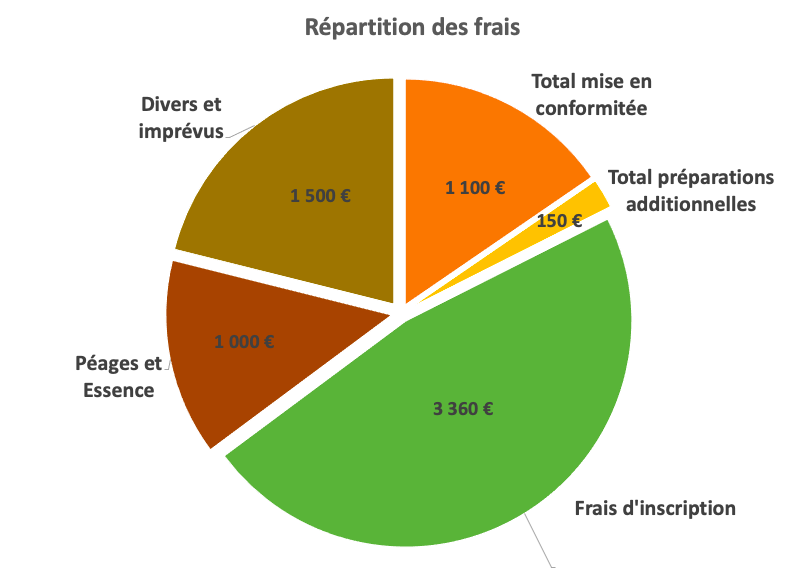 Répartition des frais
Total mise en
conformitée
1 100 €
Total préparations
additionnelles
150 €
Frais d'inscription
3 360 €
Péages et
Essence
1 000 €
Divers et
imprévus
1 500 €